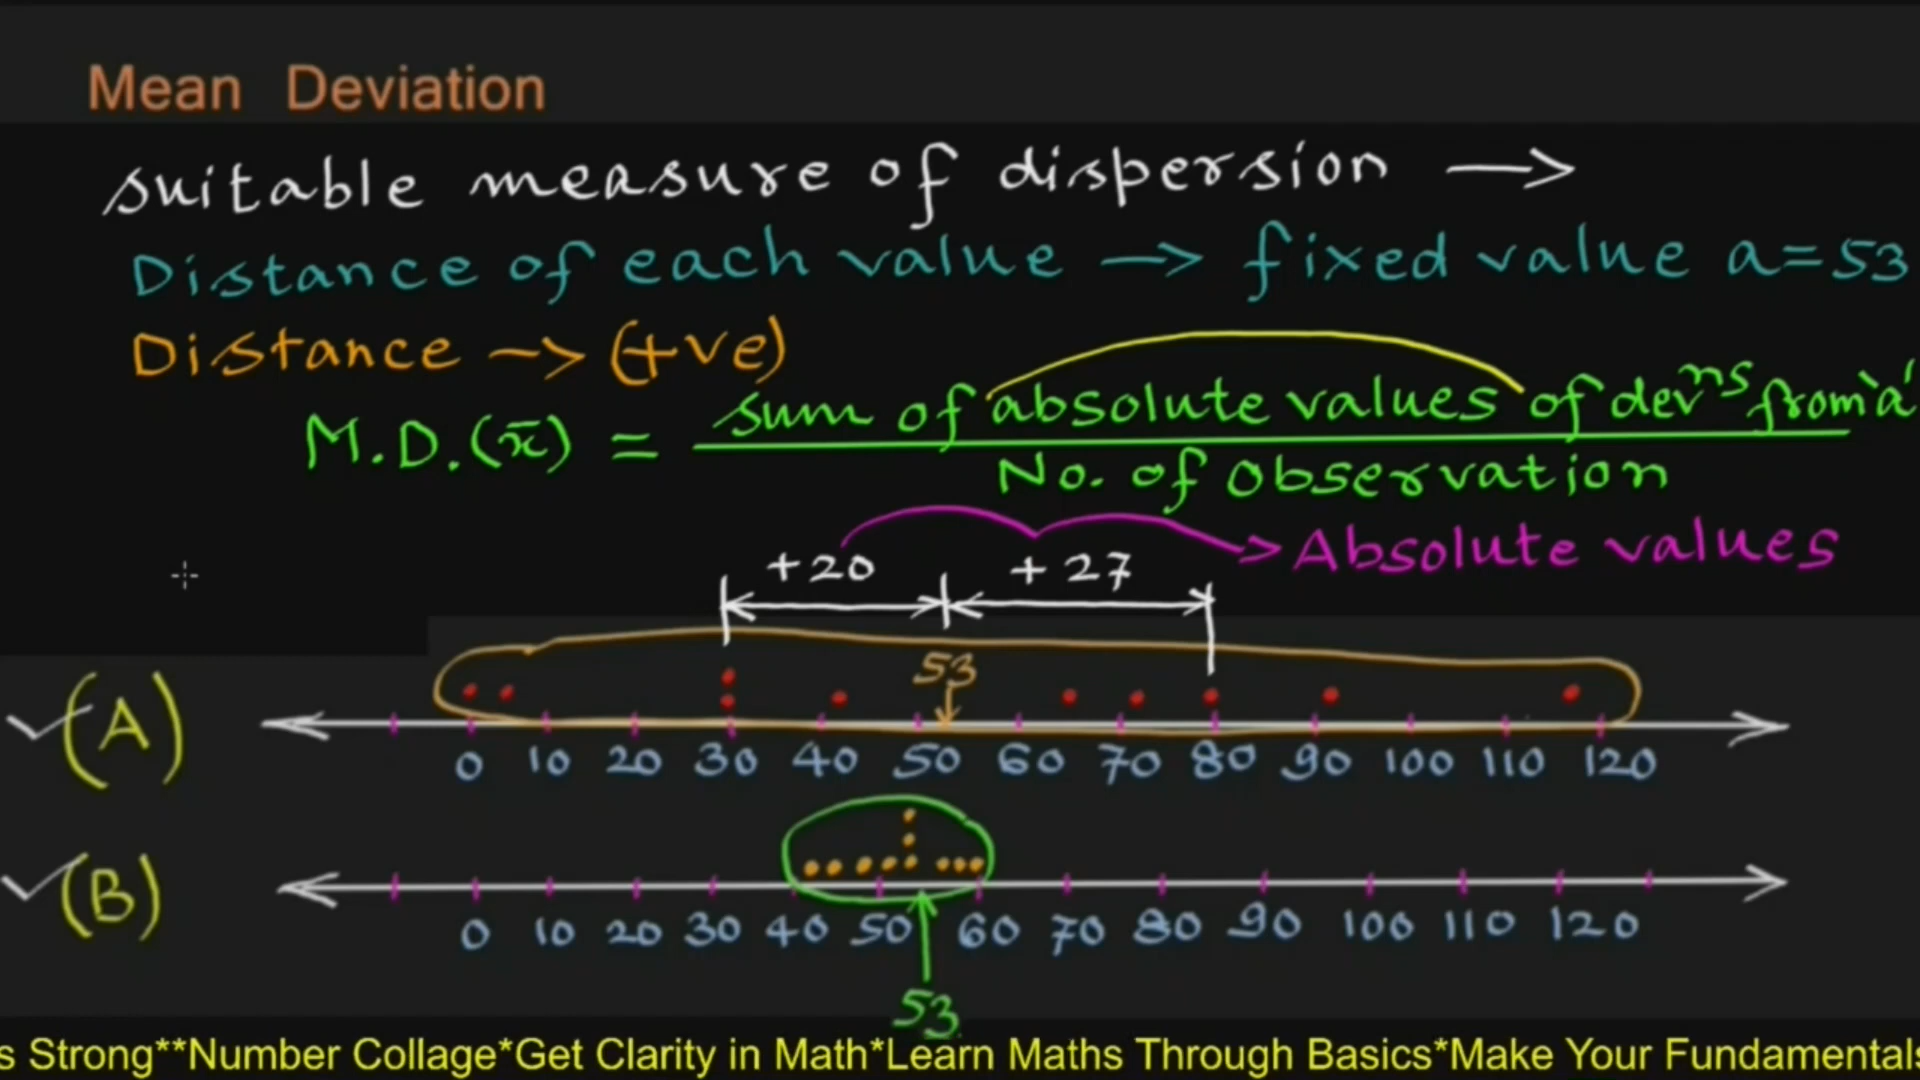 Mean Deviation
suitable measure of dispersion →
Distance of each value → fixed value a=53
Distance → (+ve)
M.D.(x̄) = sum of absolute values of devⁿˢ from 'a'
No. of Observation
+20 +27 → Absolute values
53
(A)
0 10 20 30 40 50 60 70 80 90 100 110 120
(B)
0 10 20 30 40 50 60 70 80 90 100 110 120
53
s Strong**Number Collage*Get Clarity in Math*Learn Maths Through Basics*Make Your Fundamentals